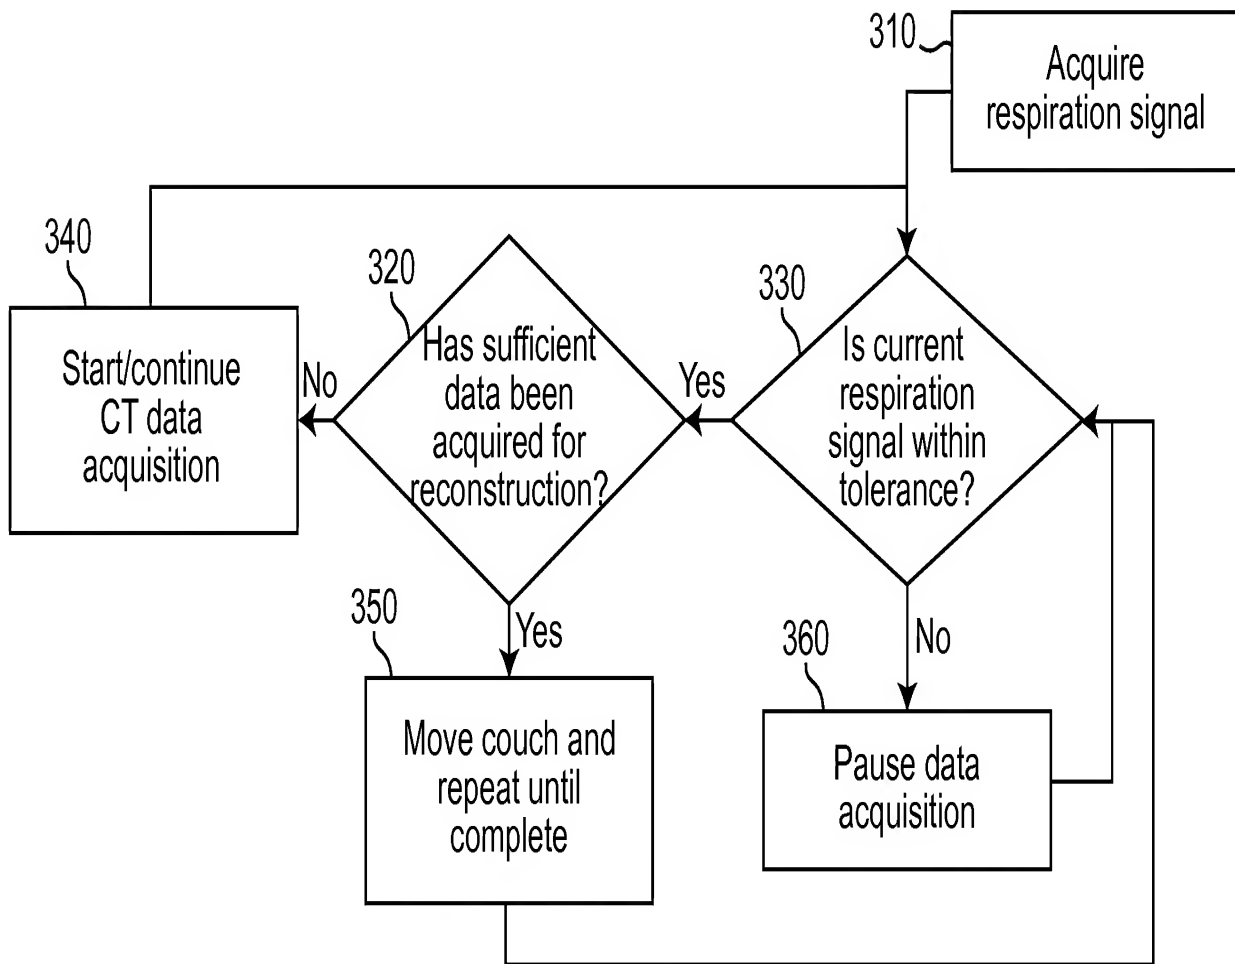 310
Acquire
respiration signal
340
Start/continue
CT data
acquisition
No
320
Has sufficient
data been
acquired for
reconstruction?
Yes
330
Is current
respiration
signal within
tolerance?
350
Yes
Move couch and
repeat until
complete
360
No
Pause data
acquisition